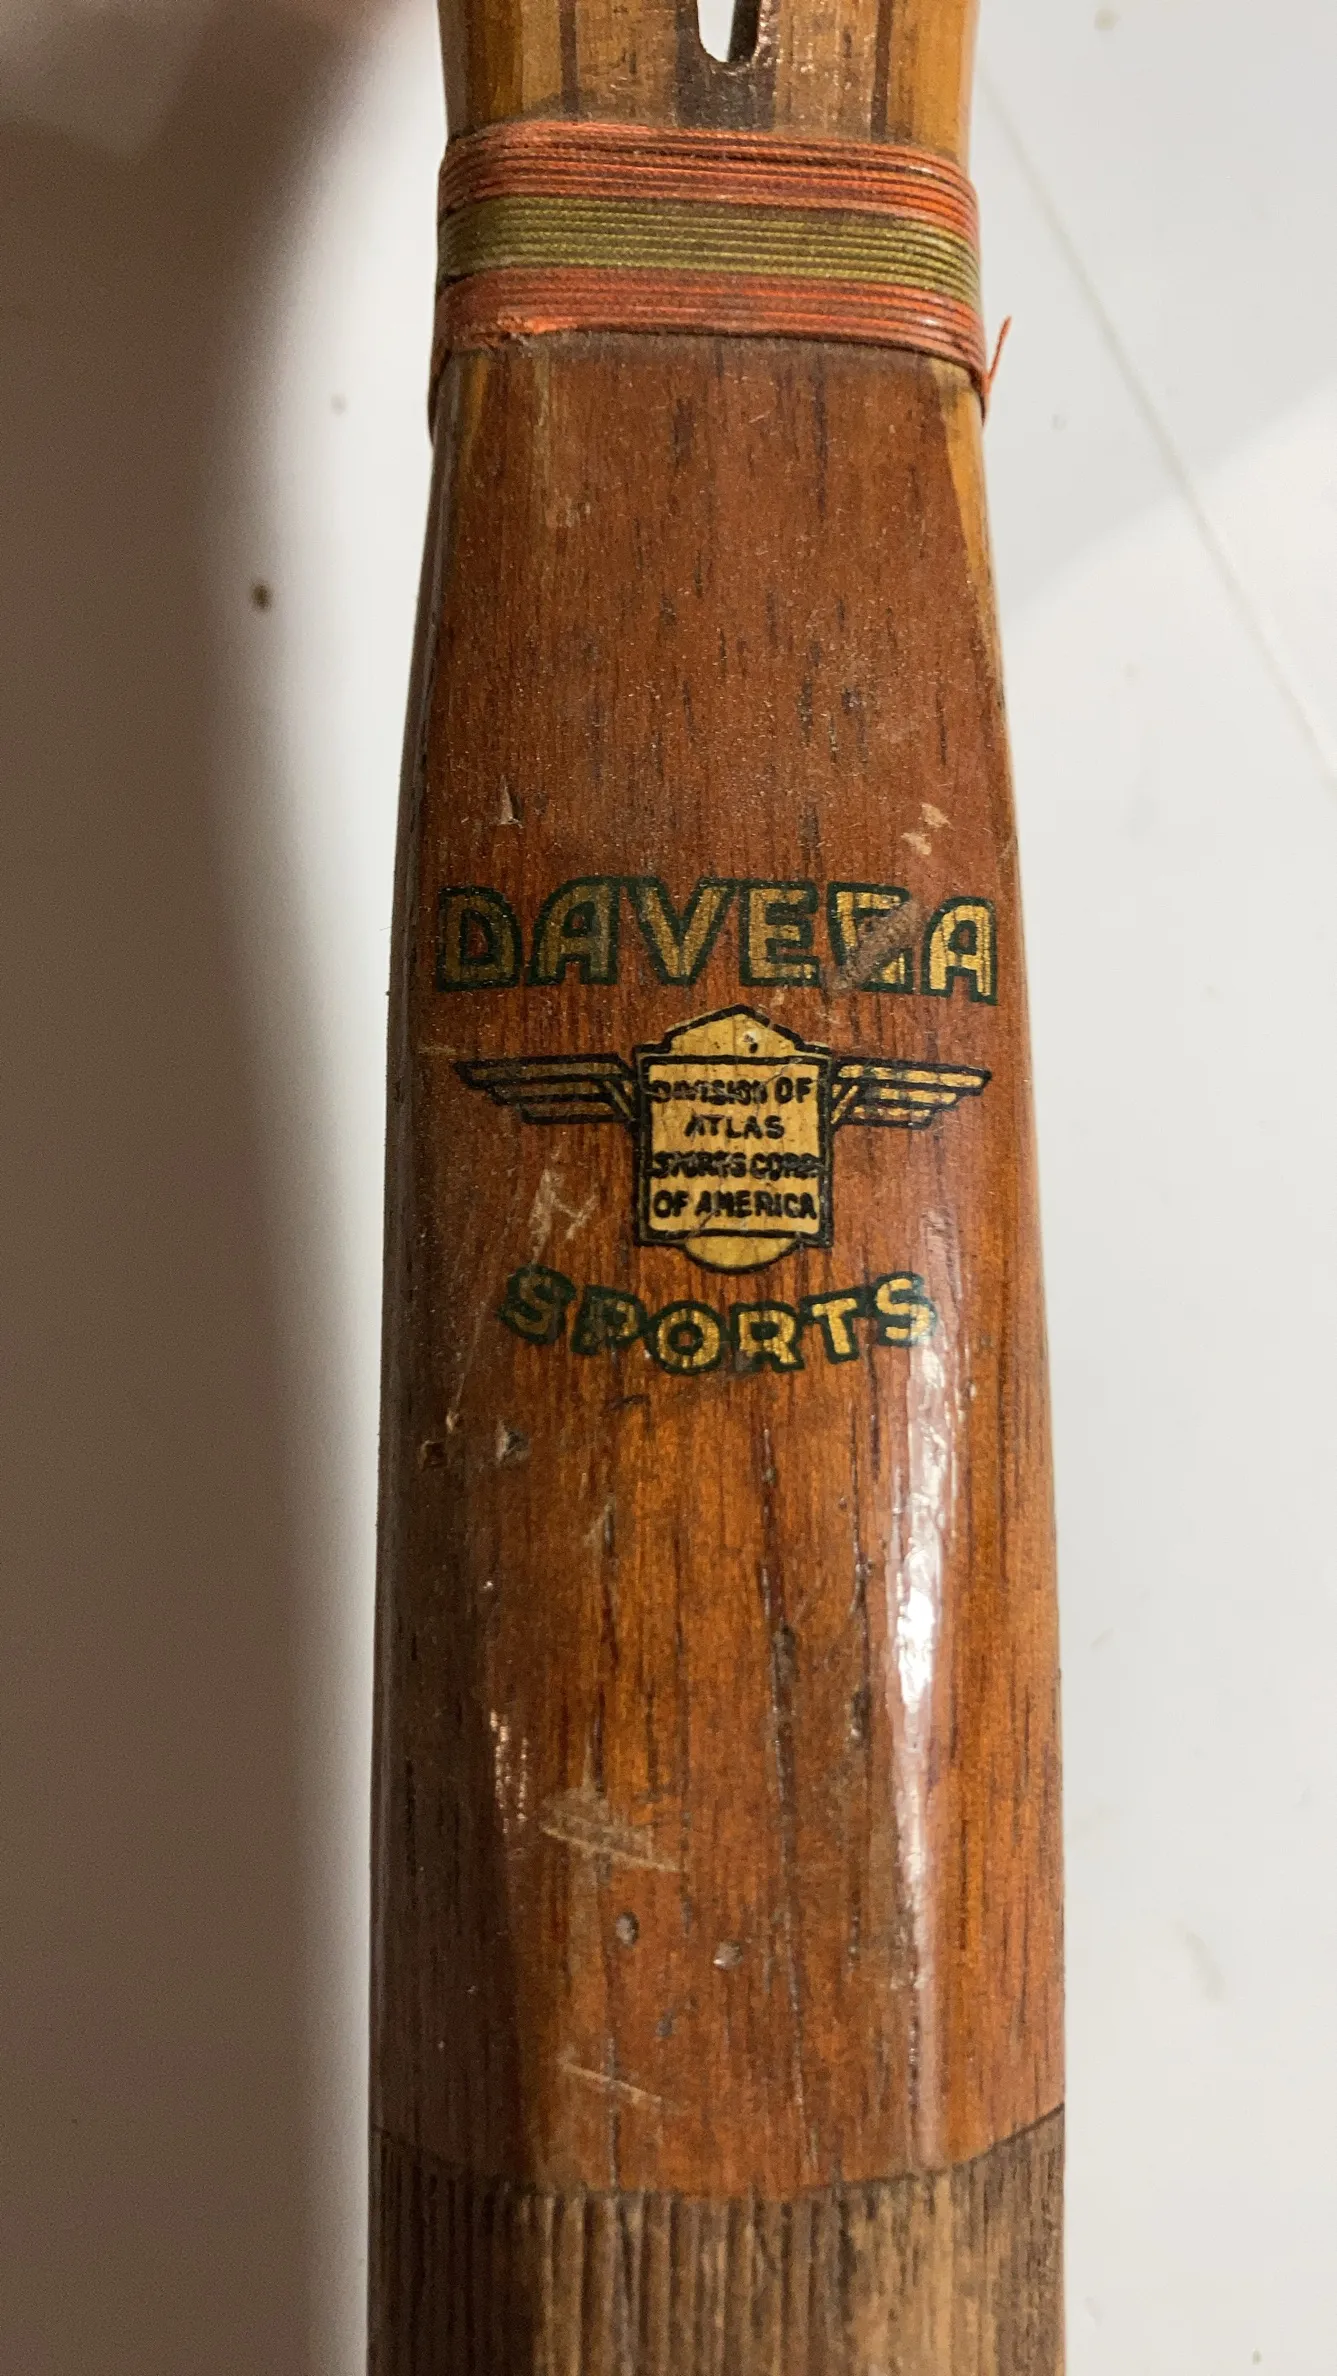 DAVEGA
DIVISION OF
ATLAS
SPORTS CORP.
OF AMERICA
SPORTS